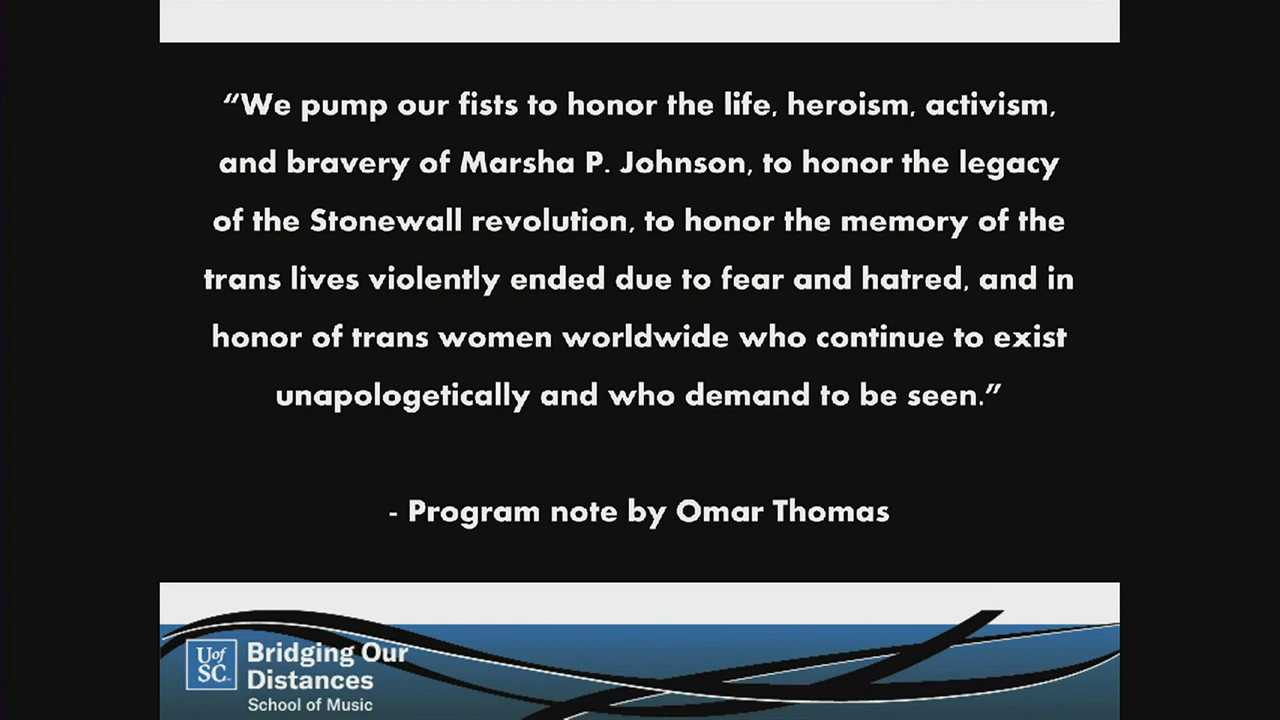 “We pump our fists to honor the life, heroism, activism,
and bravery of Marsha P. Johnson, to honor the legacy
of the Stonewall revolution, to honor the memory of the
trans lives violently ended due to fear and hatred, and in
honor of trans women worldwide who continue to exist
unapologetically and who demand to be seen.”
- Program note by Omar Thomas
UofSC
Bridging Our
Distances
School of Music